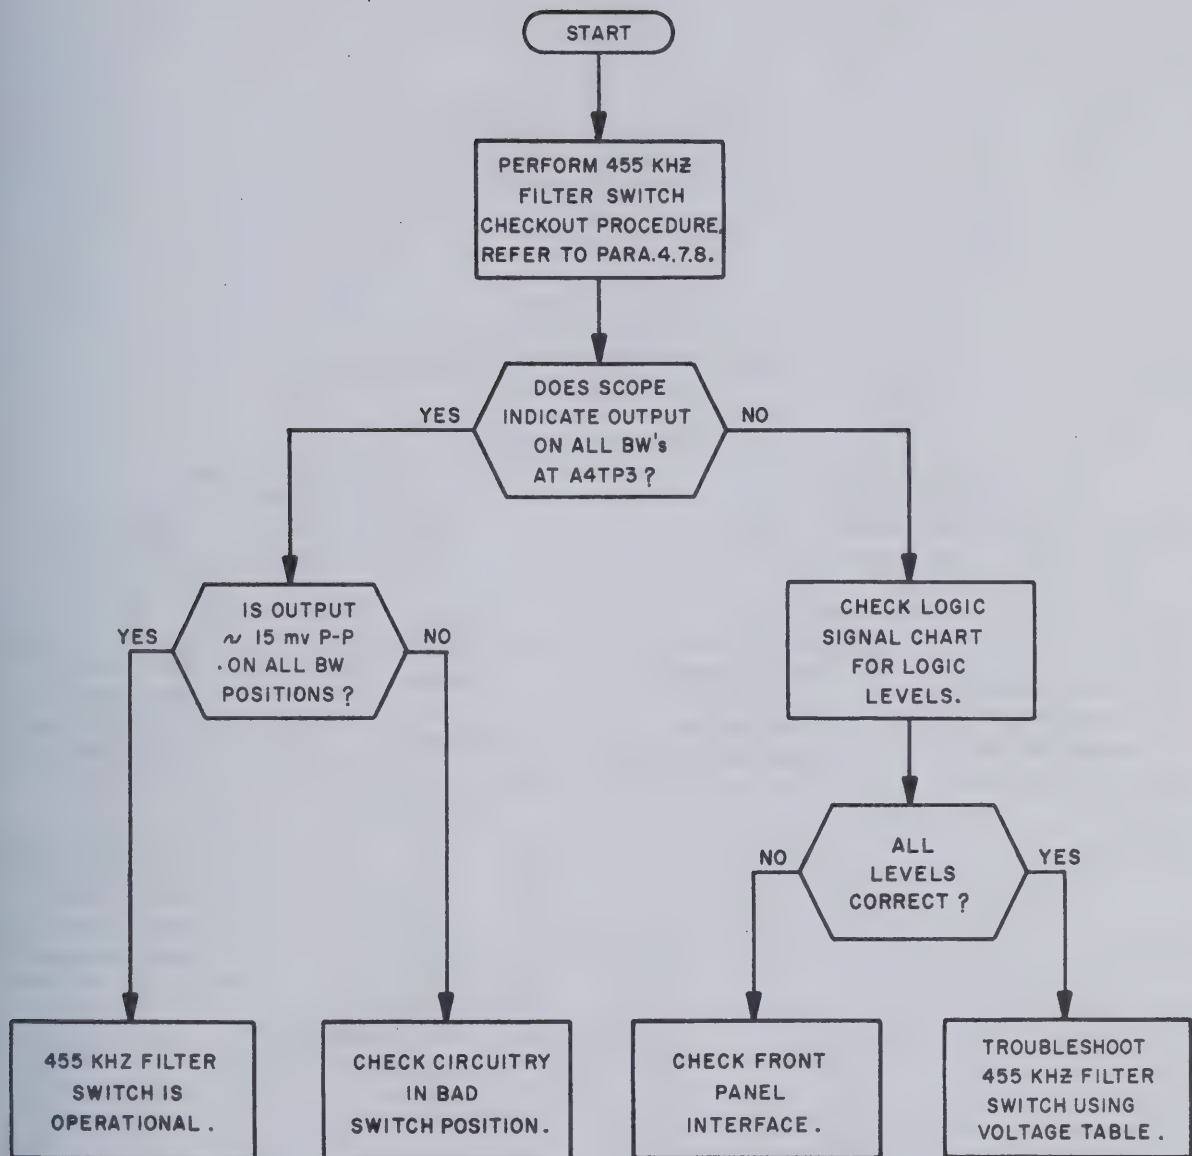 START
PERFORM 455 KHZ
FILTER SWITCH
CHECKOUT PROCEDURE.
REFER TO PARA.4.7.8.
DOES SCOPE
INDICATE OUTPUT
ON ALL BW's
AT A4TP3 ?
YES
NO
IS OUTPUT
~ 15 mv P-P
ON ALL BW
POSITIONS ?
YES
NO
CHECK LOGIC
SIGNAL CHART
FOR LOGIC
LEVELS.
ALL
LEVELS
CORRECT ?
NO
YES
455 KHZ FILTER
SWITCH IS
OPERATIONAL.
CHECK CIRCUITRY
IN BAD
SWITCH POSITION.
CHECK FRONT
PANEL
INTERFACE.
TROUBLESHOOT
455 KHZ FILTER
SWITCH USING
VOLTAGE TABLE.